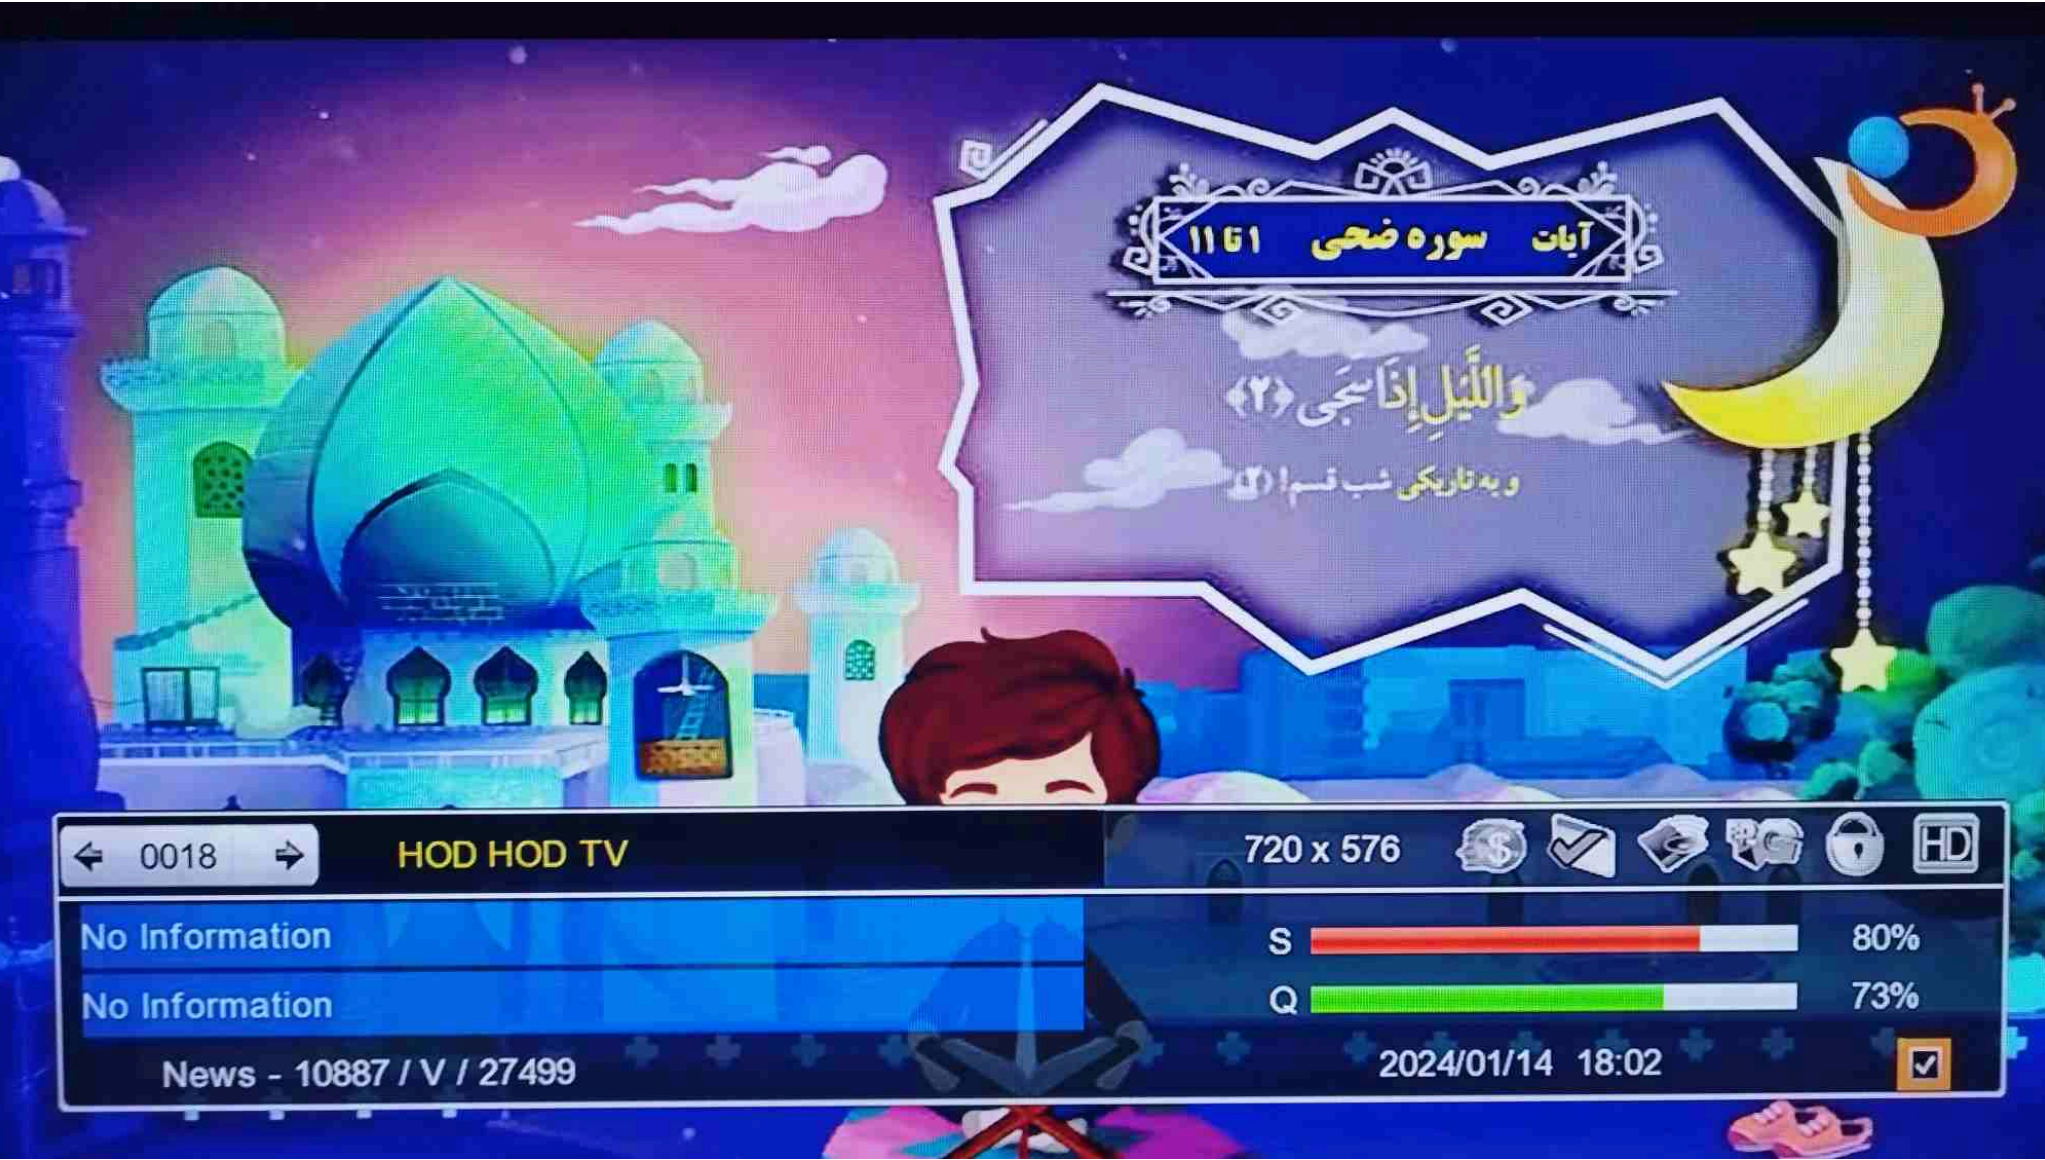 آیات سوره ضحی ۱ تا ۱۱
وَاللَّيْلِ إِذَا سَجَى ﴿٢﴾
و به تاریکی شب قسم! (۲)
0018 HOD HOD TV 720 x 576 HD
No Information
S 80%
No Information
Q 73%
News - 10887 / V / 27499 2024/01/14 18:02